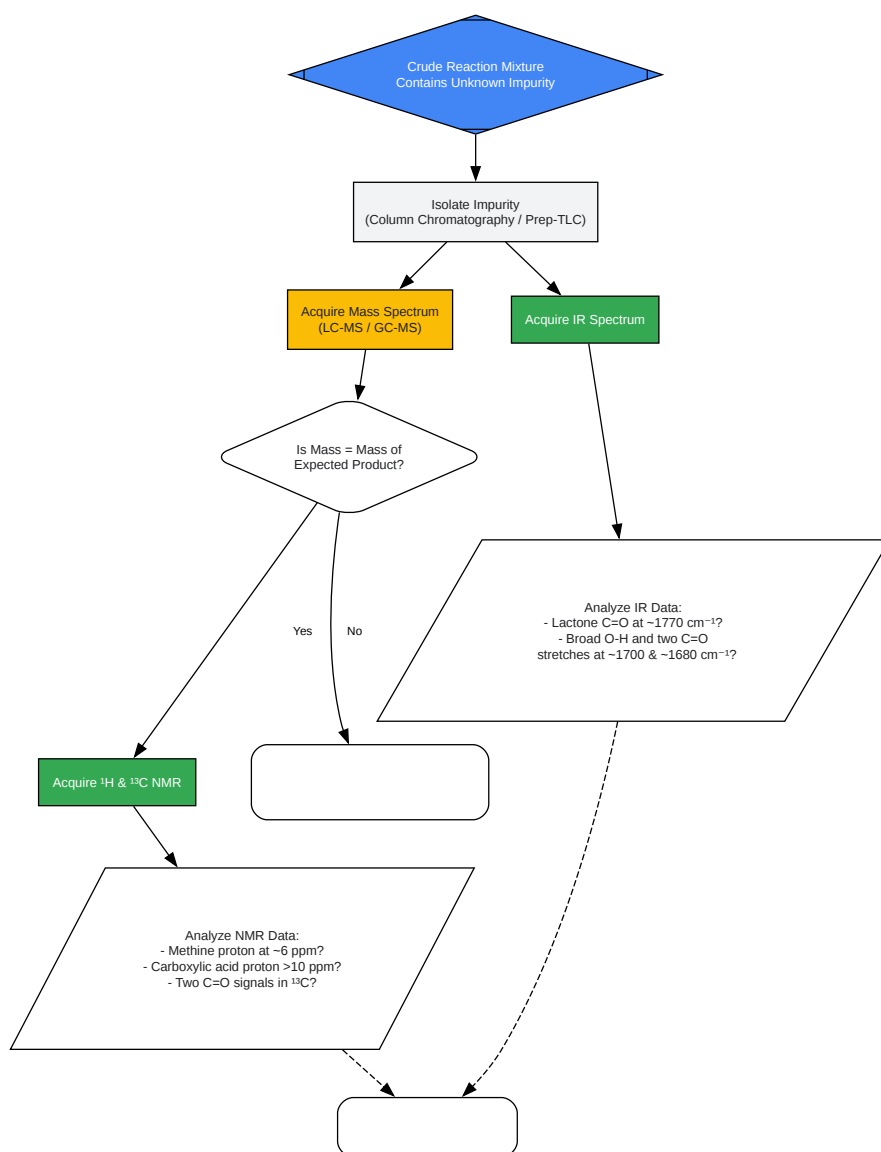 Crude Reaction Mixture
Contains Unknown Impurity
Isolate Impurity
(Column Chromatography / Prep-TLC)
Acquire Mass Spectrum
(LC-MS / GC-MS)
Acquire IR Spectrum
Is Mass = Mass of
Expected Product?
Analyze IR Data:
- Lactone C=O at ~1770 cm⁻¹?
- Broad O-H and two C=O
stretches at ~1700 & ~1680 cm⁻¹?
Yes
No
Acquire ¹H & ¹³C NMR
Analyze NMR Data:
- Methine proton at ~6 ppm?
- Carboxylic acid proton >10 ppm?
- Two C=O signals in ¹³C?